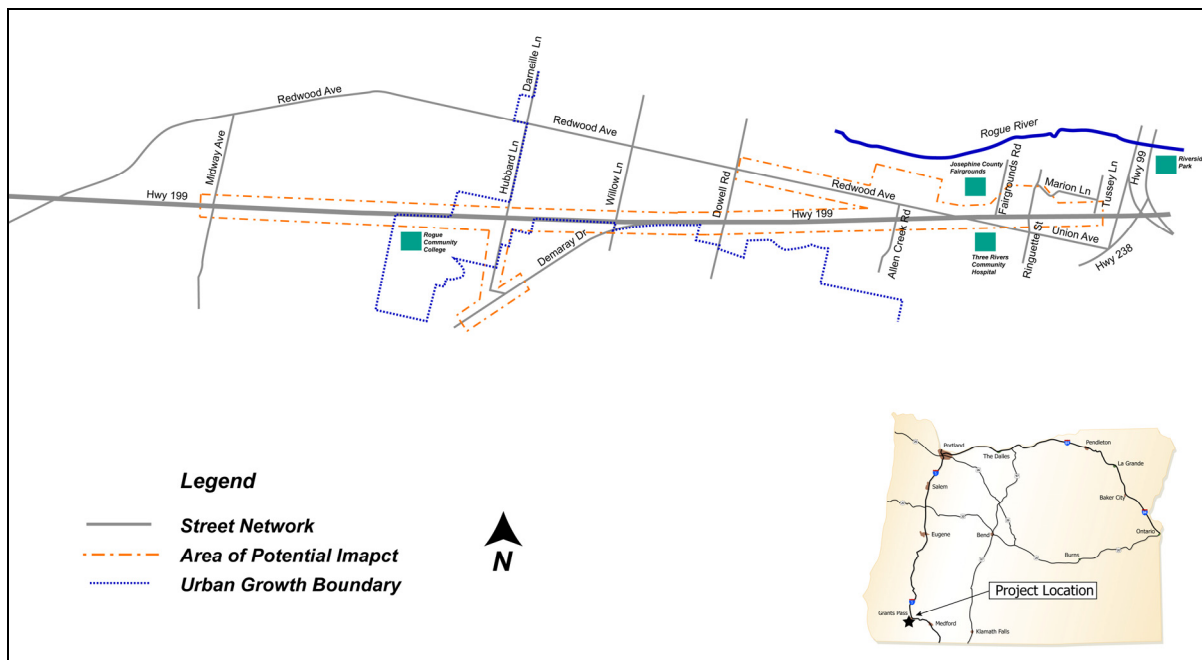 Darneille Ln
Redwood Ave
Redwood Ave
Rogue River
Midway Ave
Hubbard Ln
Willow Ln
Dowell Rd
Redwood Ave
Josephine County
Fairgrounds
Fairgrounds Rd
Marion Ln
Tussey Ln
Hwy 99
Riversid
Park
Hwy 199
Hwy 199
Rogue
Community
College
Demaray Dr
Allen Creek Rd
Three Rivers
Community
Hospital
Ringuette St
Union Ave
Hwy 238
Legend
Street Network
Area of Potential Imapct
Urban Growth Boundary
N
Portland
The Dalles
Pendleton
La Grande
Salem
Baker City
Ontario
Eugene
Bend
Burns
Project Location
Grants Pass
Medford
Klamath Falls